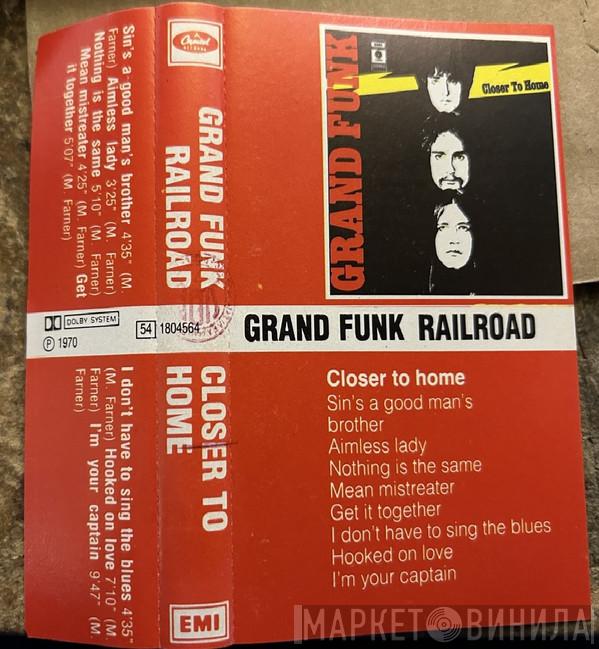 Sin's a good man's brother 4'35" (M.
Farner) Aimless lady 3'25" (M. Farner)
Nothing is the same 5'10" (M. Farner)
Mean mistreater 4'25" (M. Farner) Get
it together 5'07" (M. Farner)
DOLBY SYSTEM
Ⓟ 1970
I don't have to sing the blues 4'35"
(M. Farner) Hooked on love 7'10" (M.
Farner) I'm your captain 9'47" (M.
Farner)
Capitol
GRAND FUNK
RAILROAD
54 1804564
CLOSER TO
HOME
EMI
GRAND FUNK
Closer To Home
GRAND FUNK RAILROAD
Closer to home
Sin's a good man's
brother
Aimless lady
Nothing is the same
Mean mistreater
Get it together
I don't have to sing the blues
Hooked on love
I'm your captain
МАРКЕТ ВИНИЛА